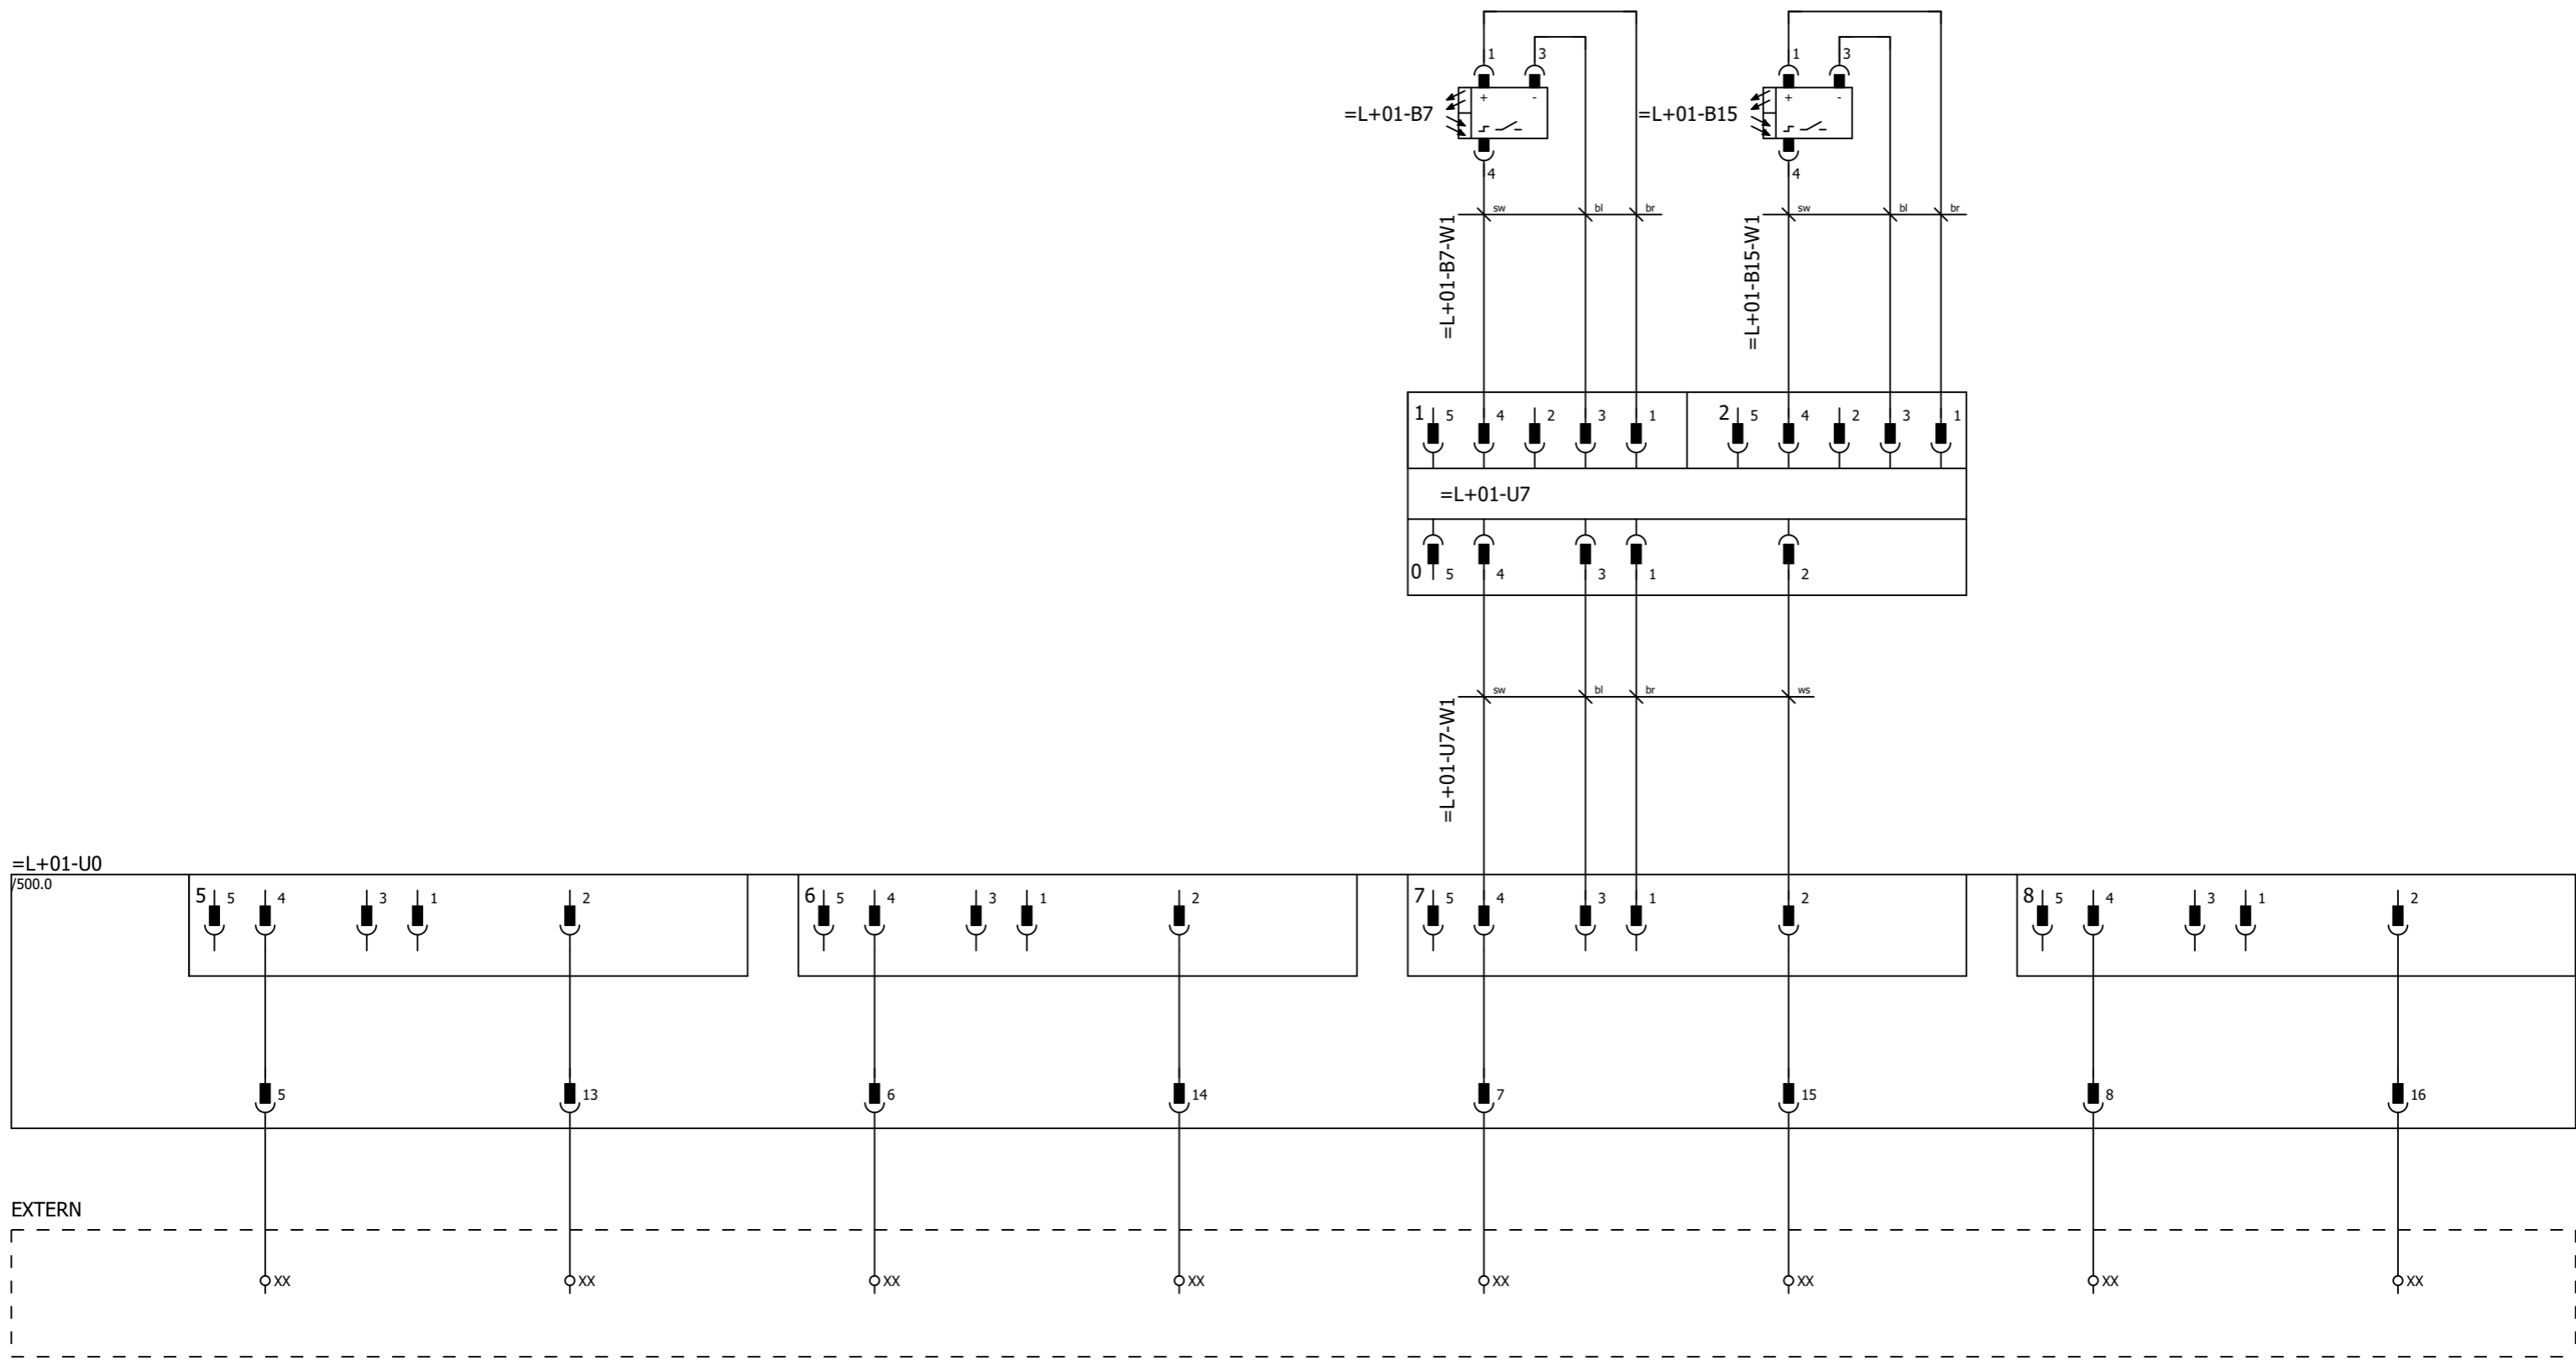 1 3 1 3
=L+01-B7 + - =L+01-B15 + -
4 4
sw bl br sw bl br
=L+01-B7-W1 =L+01-B15-W1
1 5 4 2 3 1 2 5 4 2 3 1
=L+01-U7
0 5 4 3 1 2
sw bl br ws
=L+01-U7-W1
=L+01-U0
/500.0
5 5 4 3 1 2 6 5 4 3 1 2 7 5 4 3 1 2 8 5 4 3 1 2
5 13 6 14 7 15 8 16
EXTERN
XX XX XX XX XX XX XX XX